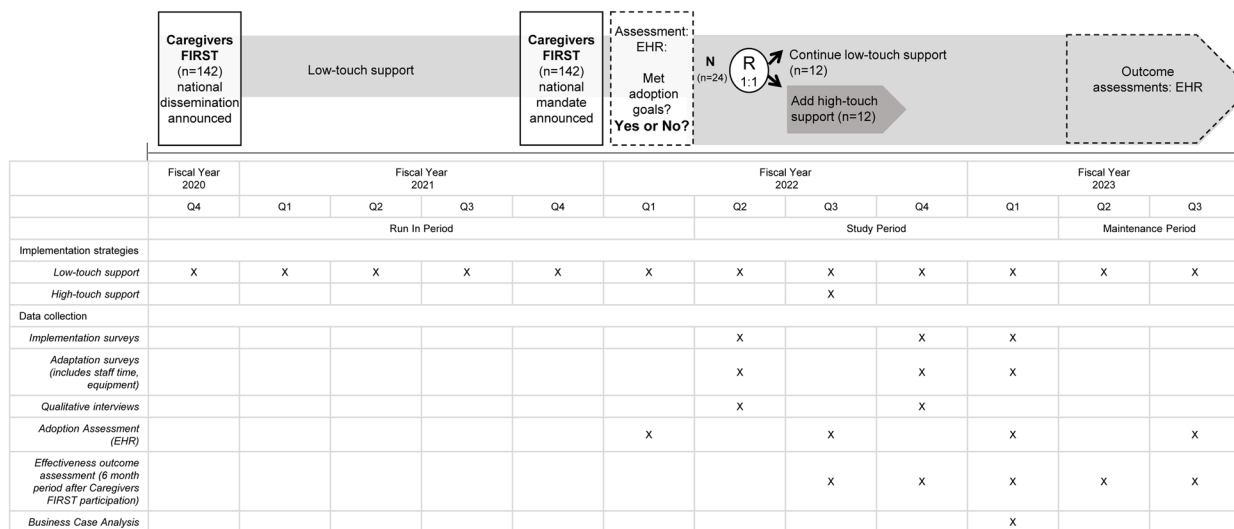 Caregivers
FIRST
(n=142)
national
dissemination
announced
Low-touch support
Caregivers
FIRST
(n=142)
national
mandate
announced
Assessment:
EHR:
Met
adoption
goals?
Yes or No?
N
(n=24)
R
1:1
Continue low-touch support
(n=12)
Add high-touch
support (n=12)
Outcome
assessments: EHR
Fiscal Year
2020
Fiscal Year
2021
Fiscal Year
2022
Fiscal Year
2023
Q4 Q1 Q2 Q3 Q4 Q1 Q2 Q3 Q4 Q1 Q2 Q3
Run In Period Study Period Maintenance Period
Implementation strategies
Low-touch support X X X X X X X X X X X X
High-touch support X
Data collection
Implementation surveys X X X
Adaptation surveys
(includes staff time, X X X
equipment)
Qualitative interviews X X
Adoption Assessment X X X X
(EHR)
Effectiveness outcome
assessment (6 month
period after Caregivers X X X X X
FIRST participation)
Business Case Analysis X